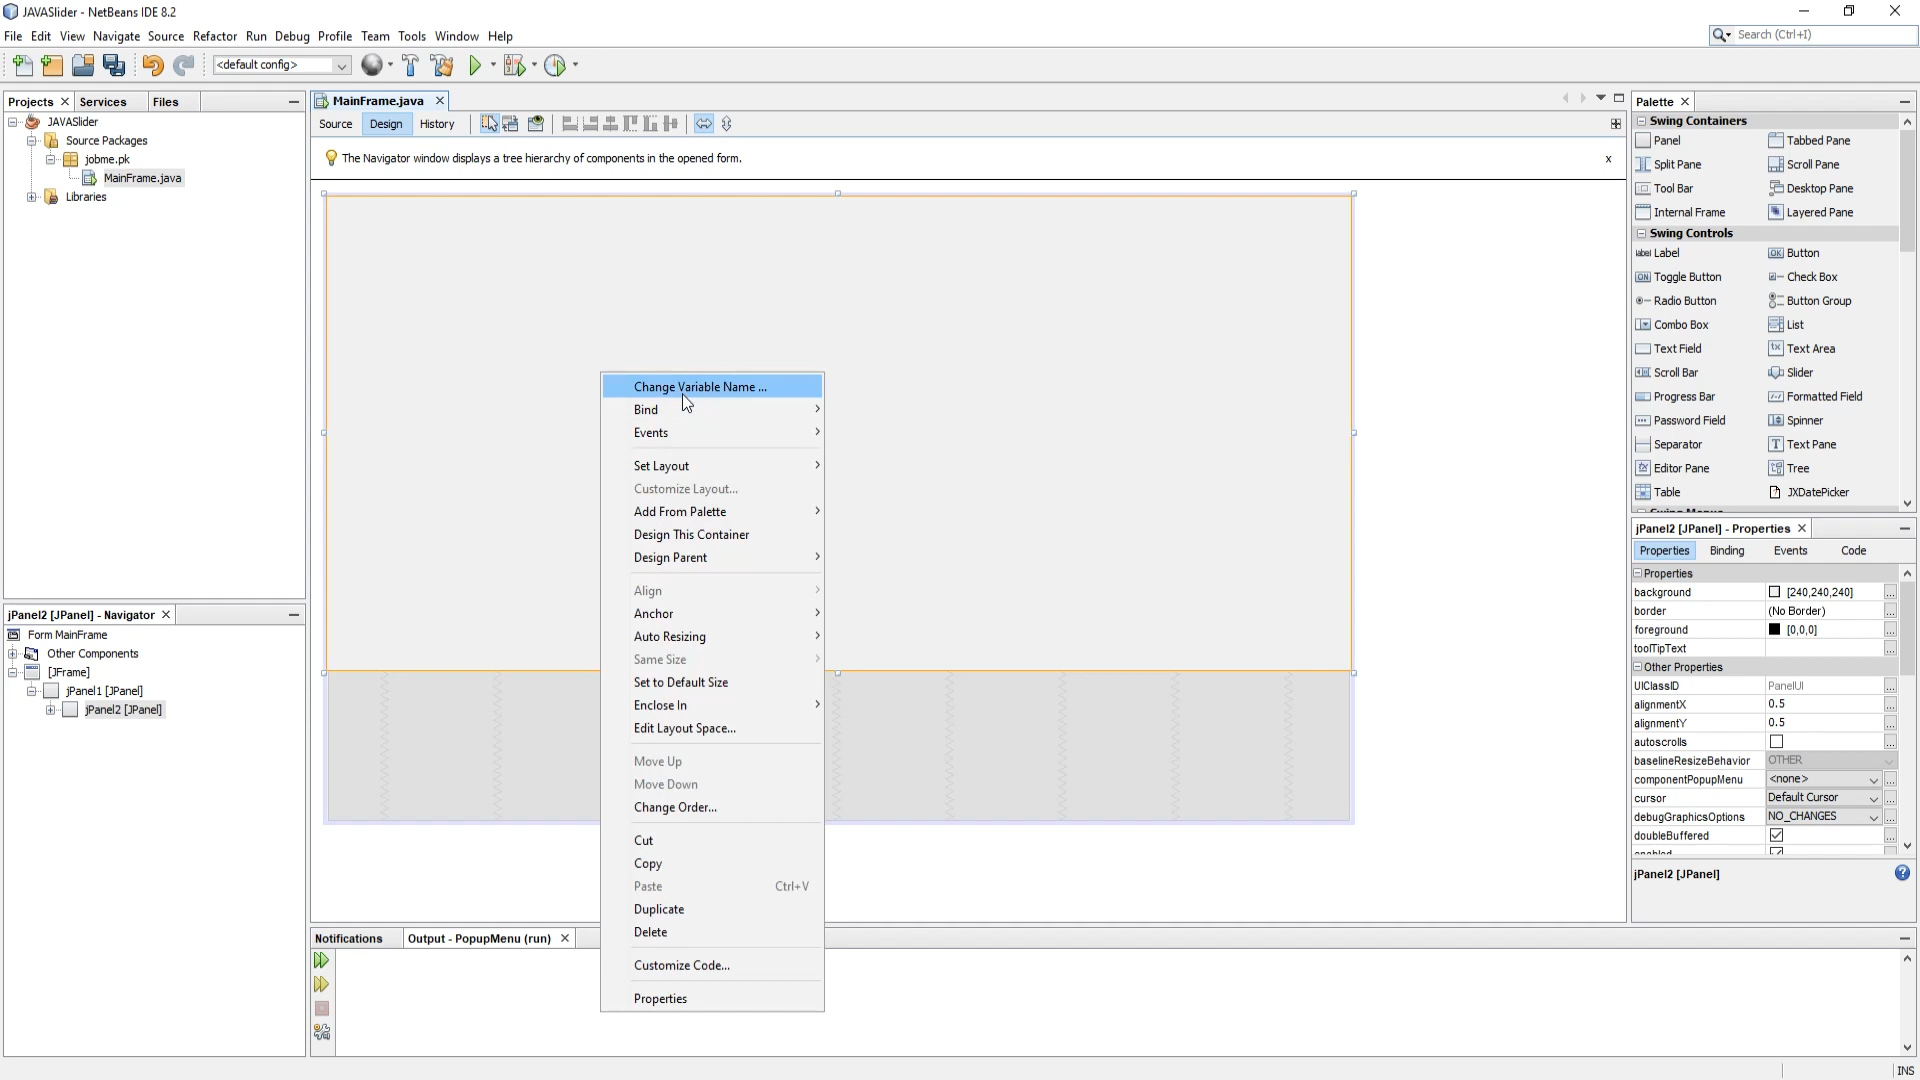 JAVASlider - NetBeans IDE 8.2
File Edit View Navigate Source Refactor Run Debug Profile Team Tools Window Help
Search (Ctrl+I)
<default config>
Projects Services Files
JAVASlider
Source Packages
jobme.pk
MainFrame.java
Libraries
MainFrame.java
Source Design History
The Navigator window displays a tree hierarchy of components in the opened form.
x
Change Variable Name ...
Bind
Events
Set Layout
Customize Layout...
Add From Palette
Design This Container
Design Parent
Align
Anchor
Auto Resizing
Same Size
Set to Default Size
Enclose In
Edit Layout Space...
Move Up
Move Down
Change Order...
Cut
Copy
Paste Ctrl+V
Duplicate
Delete
Customize Code...
Properties
jPanel2 [JPanel] - Navigator
Form MainFrame
Other Components
[JFrame]
jPanel1 [JPanel]
jPanel2 [JPanel]
Notifications Output - PopupMenu (run)
Palette
Swing Containers
Panel Tabbed Pane
Split Pane Scroll Pane
Tool Bar Desktop Pane
Internal Frame Layered Pane
Swing Controls
label Label OK Button
ON Toggle Button Check Box
Radio Button Button Group
Combo Box List
Text Field Text Area
Scroll Bar Slider
Progress Bar Formatted Field
Password Field Spinner
Separator Text Pane
Editor Pane Tree
Table JXDatePicker
Swing Menus
jPanel2 [JPanel] - Properties
Properties Binding Events Code
Properties
background [240,240,240] ...
border (No Border) ...
foreground [0,0,0] ...
toolTipText ...
Other Properties
UIClassID PanelUI ...
alignmentX 0.5 ...
alignmentY 0.5 ...
autoscrolls ...
baselineResizeBehavior OTHER
componentPopupMenu <none> ...
cursor Default Cursor ...
debugGraphicsOptions NO_CHANGES ...
doubleBuffered ...
enabled
jPanel2 [JPanel]
INS